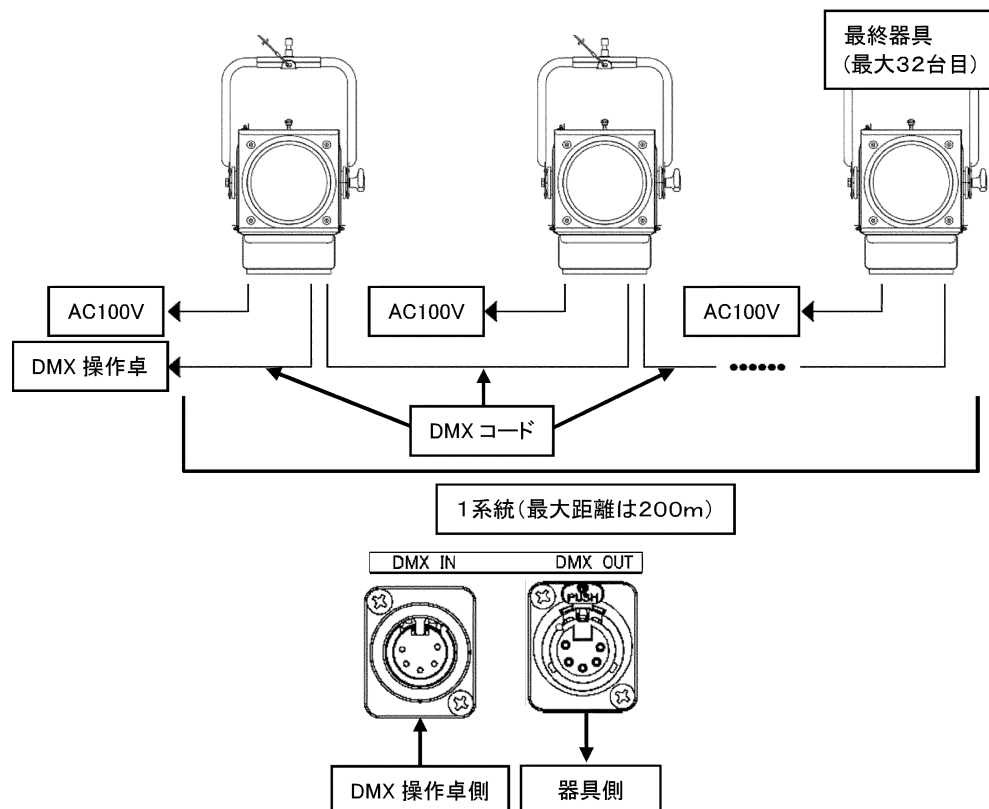 最終器具
(最大32台目)
AC100V
AC100V
AC100V
DMX 操作卓
DMX コード
1系統(最大距離は200m)
DMX IN
DMX OUT
PUSH
DMX 操作卓側
器具側